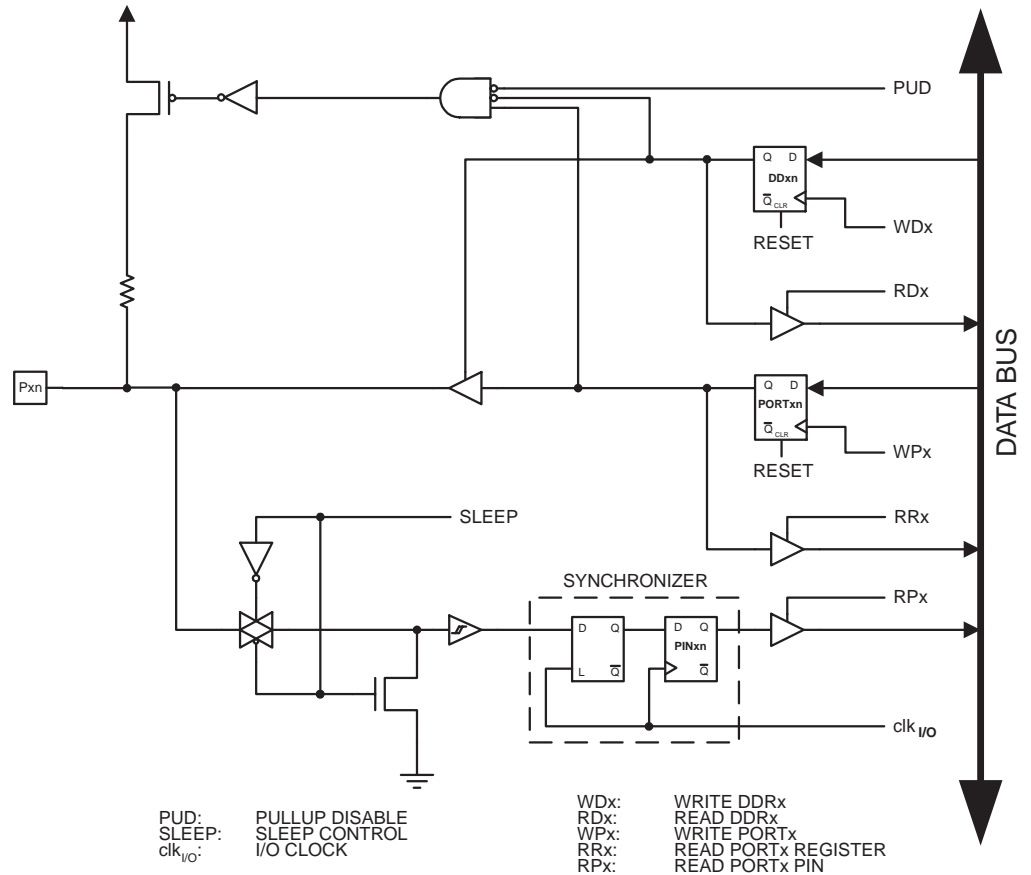 PUD
Q D
DDxn
Q CLR
WDx
RESET
RDx
Pxn
Q D
PORTxn
Q CLR
WPx
RESET
DATA BUS
SLEEP
RRx
SYNCHRONIZER
RPx
D Q
L Q
D Q
PINxn
Q
clk I/O
PUD: PULLUP DISABLE
SLEEP: SLEEP CONTROL
clkI/O: I/O CLOCK
WDx: WRITE DDRx
RDx: READ DDRx
WPx: WRITE PORTx
RRx: READ PORTx REGISTER
RPx: READ PORTx PIN